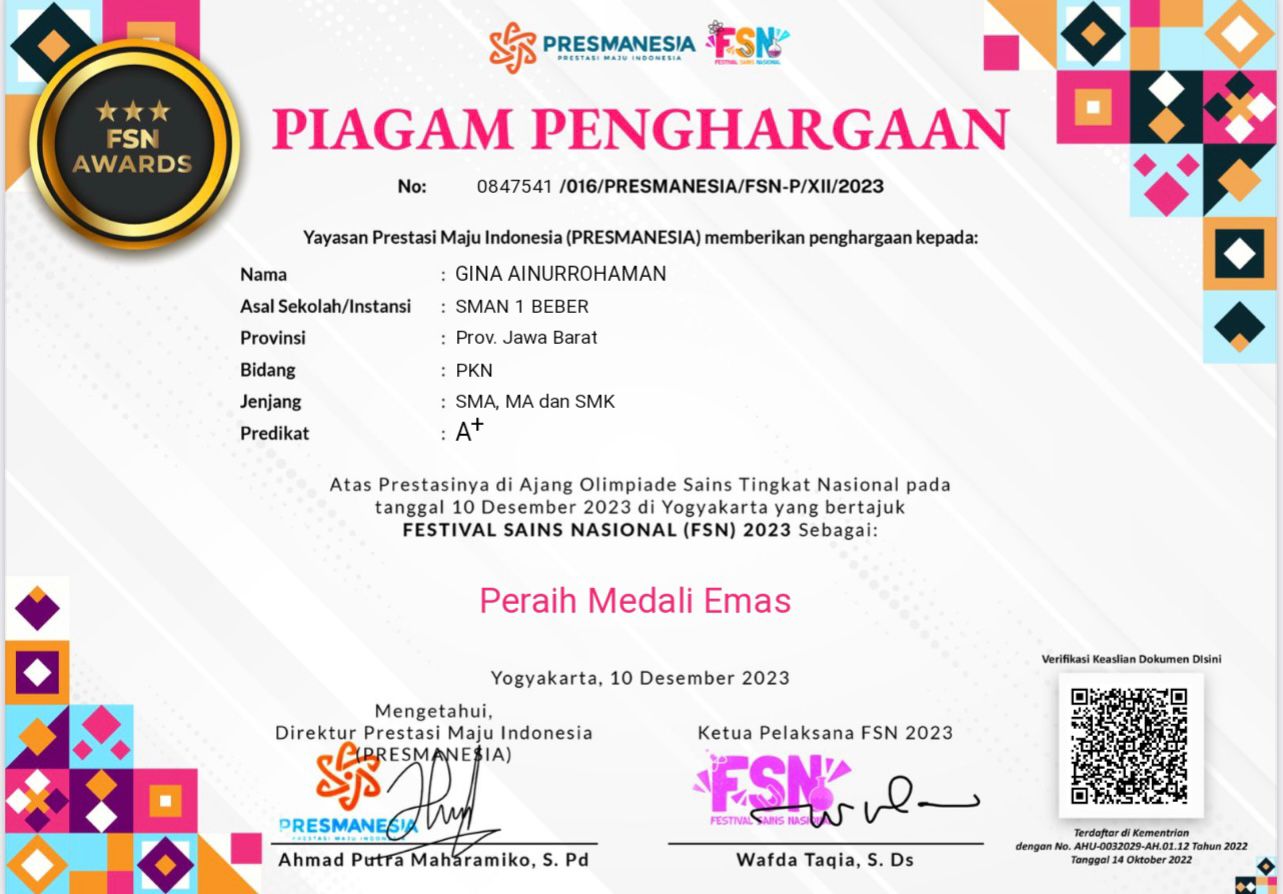 PRESMANESIA
PRESTASI MAJU INDONESIA
FSN
FESTIVAL SAINS NASIONAL
FSN
AWARDS
PIAGAM PENGHARGAAN
No: 0847541 /016/PRESMANESIA/FSN-P/XII/2023
Yayasan Prestasi Maju Indonesia (PRESMANESIA) memberikan penghargaan kepada:
Nama : GINA AINURROHAMAN
Asal Sekolah/Instansi : SMAN 1 BEBER
Provinsi : Prov. Jawa Barat
Bidang : PKN
Jenjang : SMA, MA dan SMK
Predikat : A+
Atas Prestasinya di Ajang Olimpiade Sains Tingkat Nasional pada
tanggal 10 Desember 2023 di Yogyakarta yang bertajuk
FESTIVAL SAINS NASIONAL (FSN) 2023 Sebagai:
Peraih Medali Emas
Yogyakarta, 10 Desember 2023
Mengetahui,
Direktur Prestasi Maju Indonesia
(PRESMANESIA)
PRESMANESIA
PRESTASI MAJU INDONESIA
Ahmad Putra Maharamiko, S. Pd
Ketua Pelaksana FSN 2023
FSN
FESTIVAL SAINS NASIONAL
Wafda Taqia, S. Ds
Verifikasi Keaslian Dokumen DIsini
Terdaftar di Kementrian
dengan No. AHU-0032029-AH.01.12 Tahun 2022
Tanggal 14 Oktober 2022